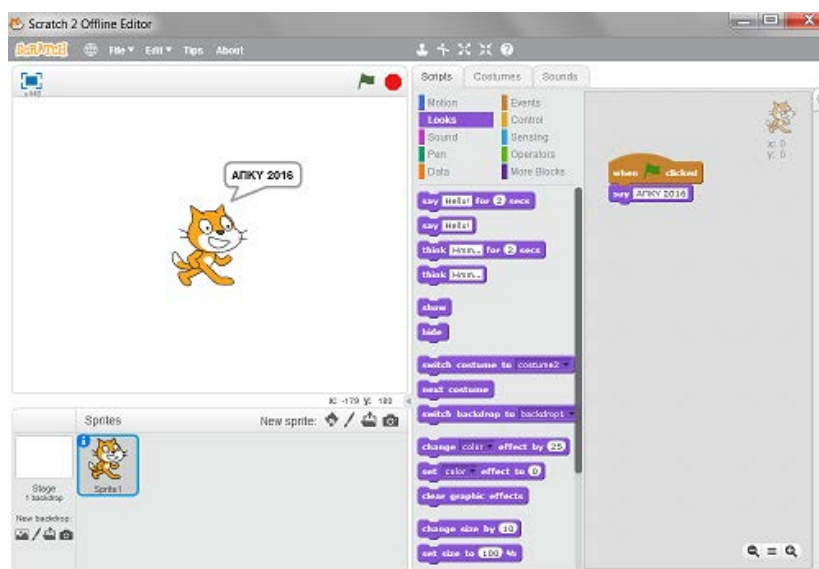 Scratch 2 Offline Editor
SCRATCH File Edit Tips About
v442
ΑΠΚΥ 2016
X: -179 y: 180
Sprites New sprite:
Stage
1 backdrop
New backdrop:
Sprite1
Scripts Costumes Sounds
Motion Events
Looks Control
Sound Sensing
Pen Operators
Data More Blocks
say Hello! for 2 secs
say Hello!
think Hmm... for 2 secs
think Hmm...
show
hide
switch costume to costume2
next costume
switch backdrop to backdrop1
change color effect by 25
set color effect to 0
clear graphic effects
change size by 10
set size to 100 %
x: 0
y: 0
when clicked
say ΑΠΚΥ 2016